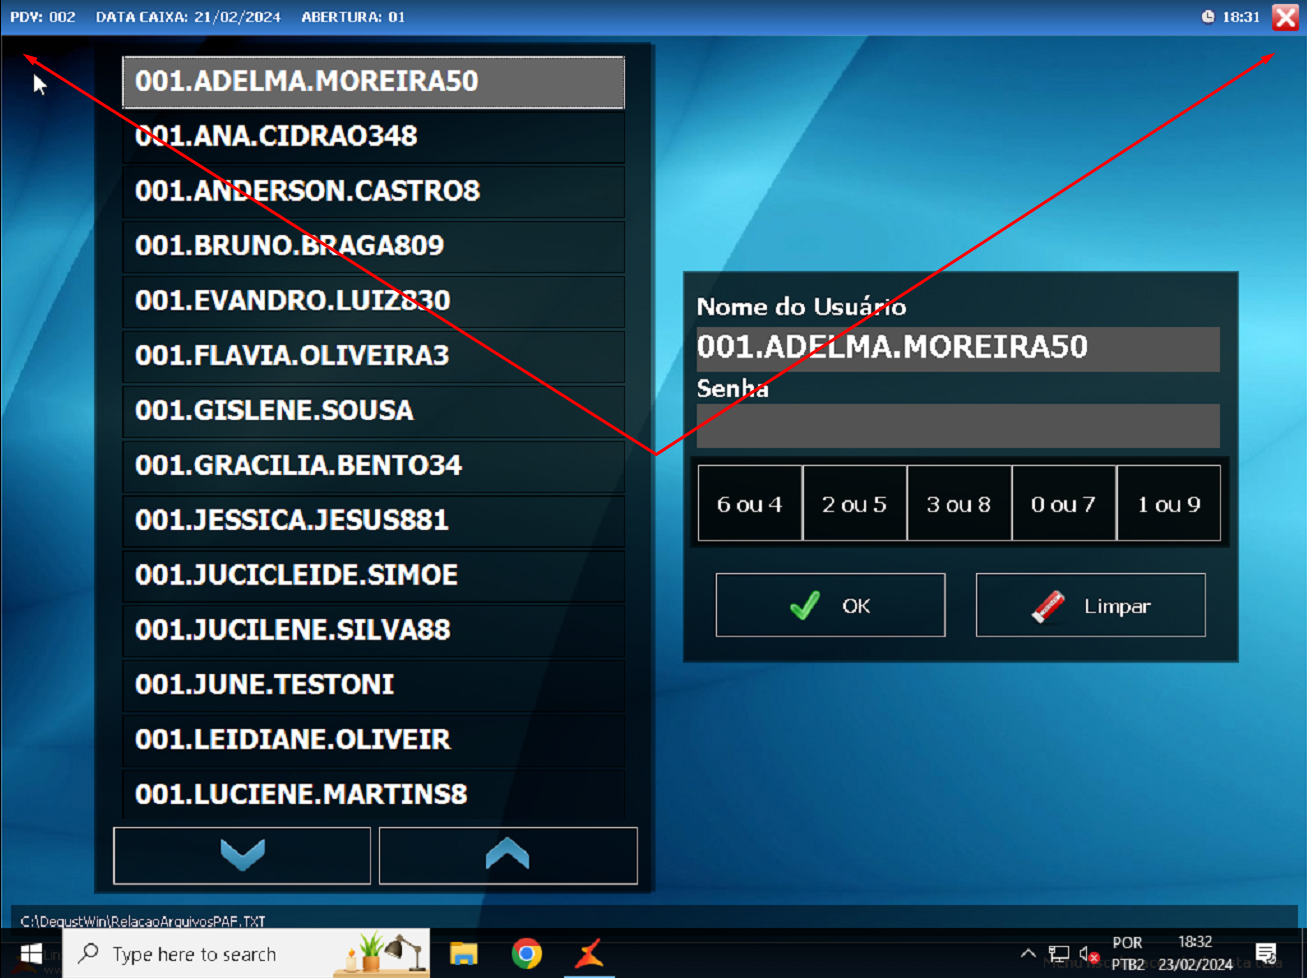 PDV: 002 DATA CAIXA: 21/02/2024 ABERTURA: 01 18:31
001.ADELMA.MOREIRA50
001.ANA.CIDRAO348
001.ANDERSON.CASTRO8
001.BRUNO.BRAGA809
001.EVANDRO.LUIZ830
001.FLAVIA.OLIVEIRA3
001.GISLENE.SOUSA
001.GRACILIA.BENTO34
001.JESSICA.JESUS881
001.JUCICLEIDE.SIMOE
001.JUCILENE.SILVA88
001.JUNE.TESTONI
001.LEIDIANE.OLIVEIR
001.LUCIENE.MARTINS8
Nome do Usuário
001.ADELMA.MOREIRA50
Senha
6 ou 4 2 ou 5 3 ou 8 0 ou 7 1 ou 9
OK Limpar
C:\DegustWin\RelacaoArquivosPAF.TXT
Type here to search
POR 18:32
PTB2 23/02/2024